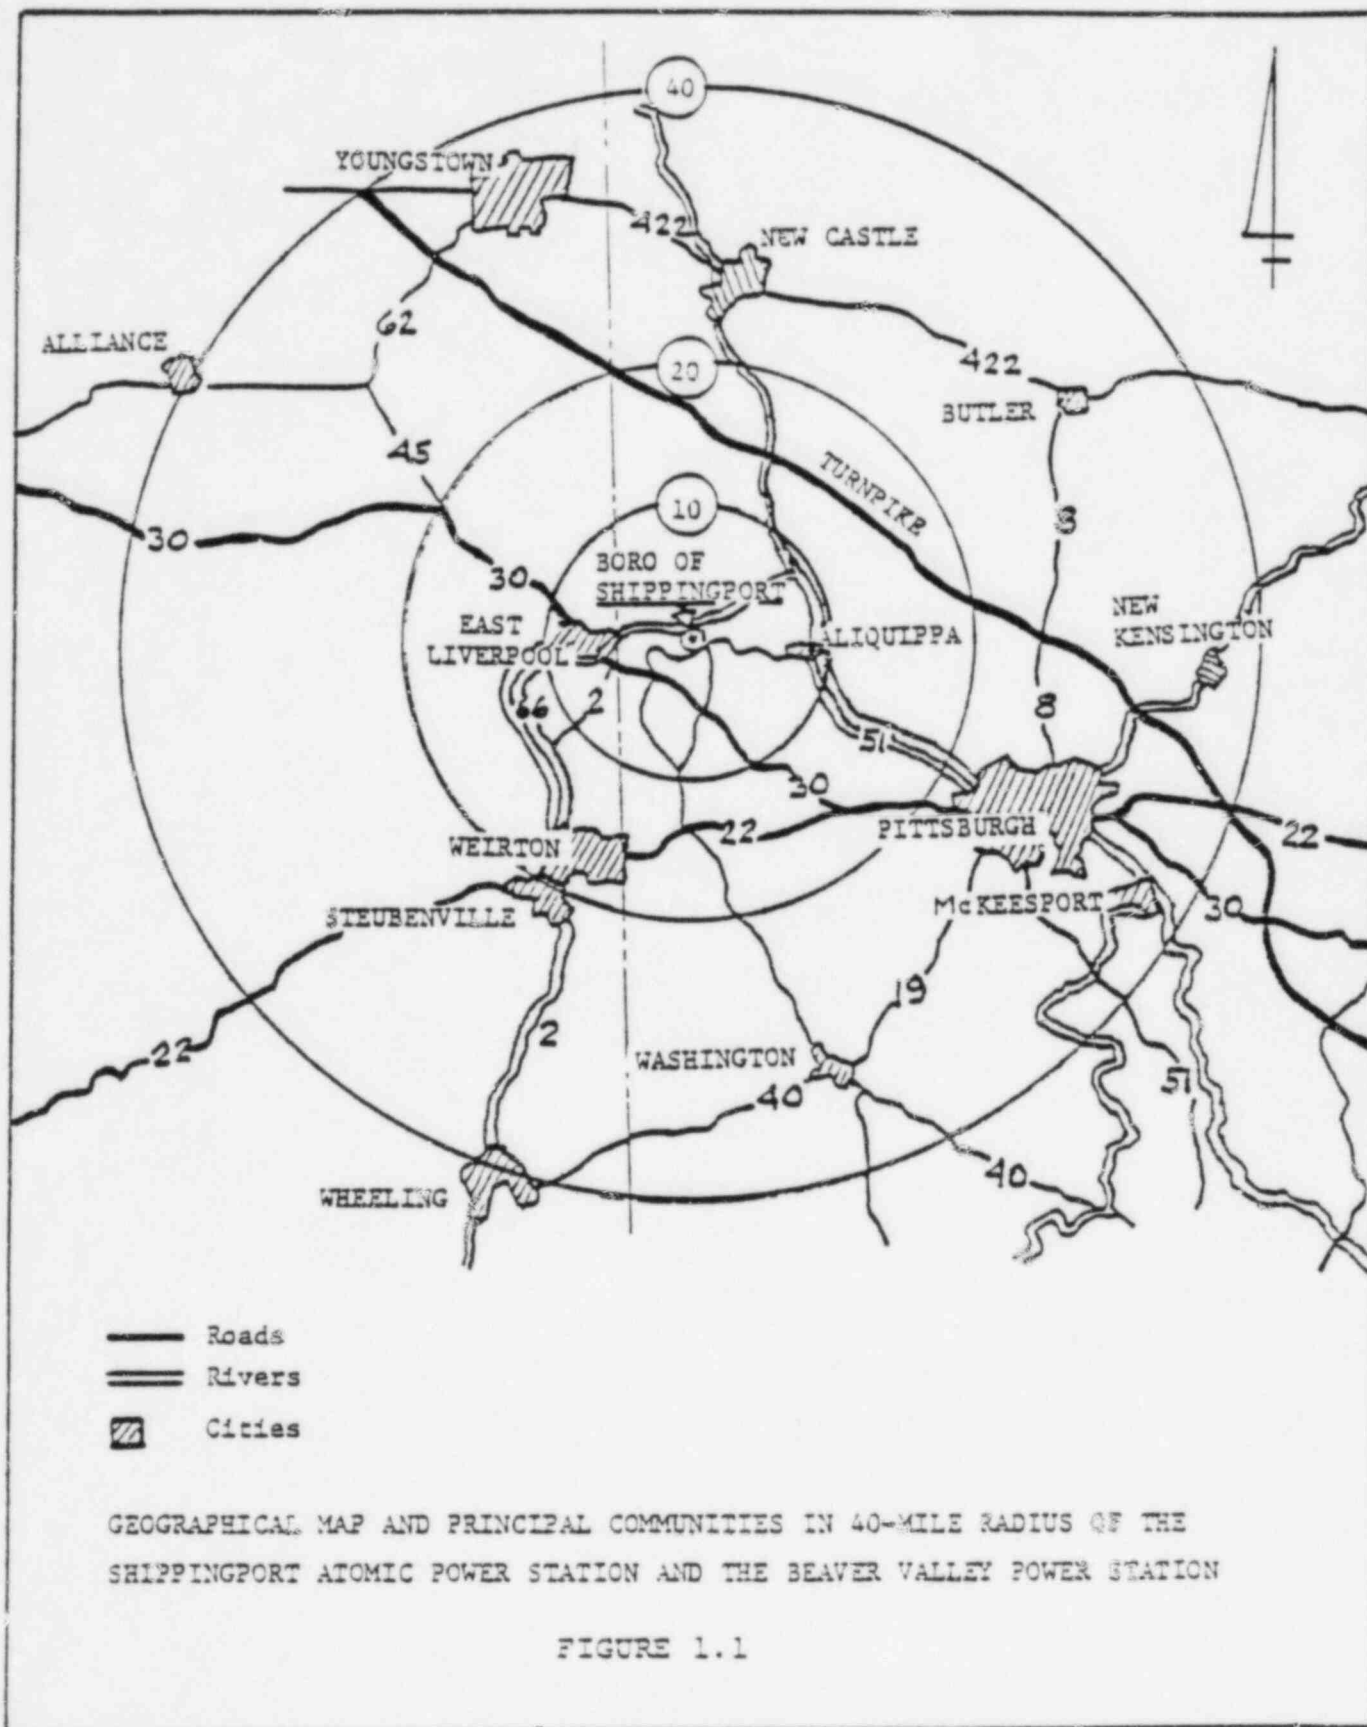 40
YOUNGSTOWN
422
NEW CASTLE
62
ALLIANCE
20
422
BUTLER
45
TURNPIKE
10
30
8
30
BORO OF
SHIPPINGPORT
NEW
KENSINGTON
EAST
LIVERPOOL
ALIQUIPPA
66
2
8
51
30
22
PITTSBURGH
22
WEIRTON
McKEESPORT
30
STEUBENVILLE
19
2
22
WASHINGTON
51
40
40
WHEELING
Roads
Rivers
Cities
GEOGRAPHICAL MAP AND PRINCIPAL COMMUNITIES IN 40-MILE RADIUS OF THE
SHIPPINGPORT ATOMIC POWER STATION AND THE BEAVER VALLEY POWER STATION
FIGURE 1.1